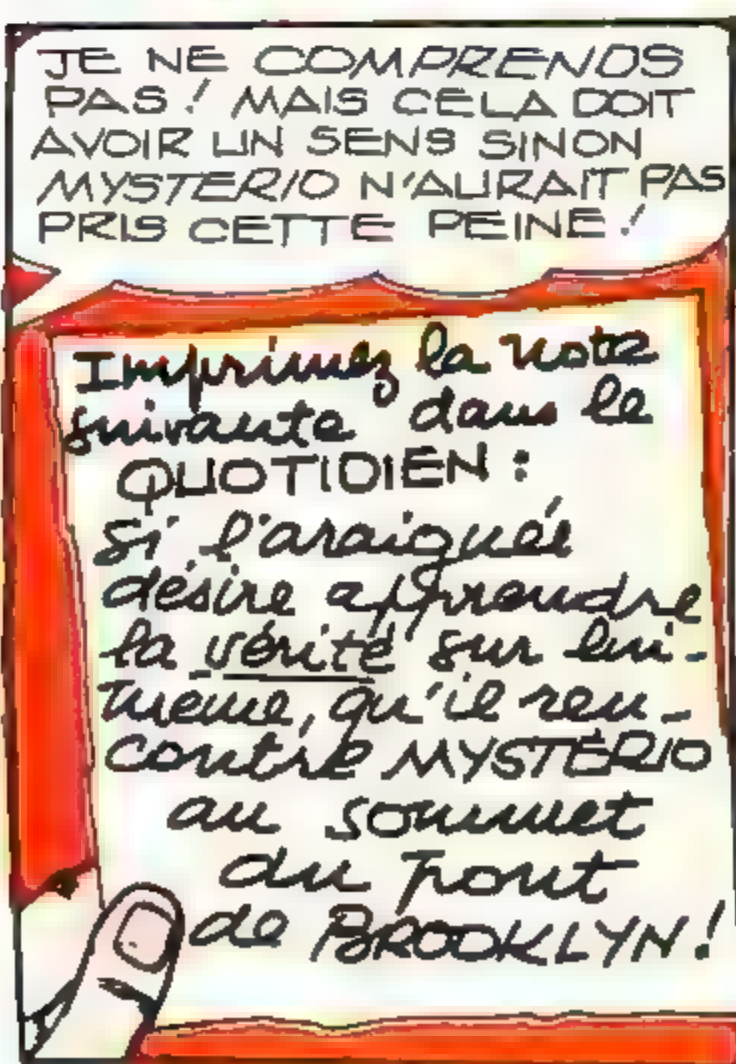 JE NE COMPRENDS
PAS! MAIS CELA DOIT
AVOIR UN SENS SINON
MYSTERIO N'AURAIT PAS
PRIS CETTE PEINE!
Imprimez la note
suivante dans le
QUOTIDIEN:
si l'araignée
désire apprendre
la vérité sur lui-
même, qu'il ren-
contre MYSTÉRIO
au sommet
du pont
de BROOKLYN!